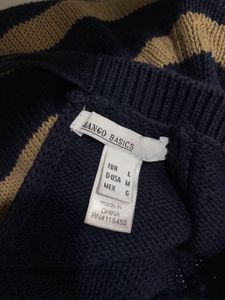 MANGO BASICS
EUR L
D-USA M
MEX G
made in
CHINA
RN#115455